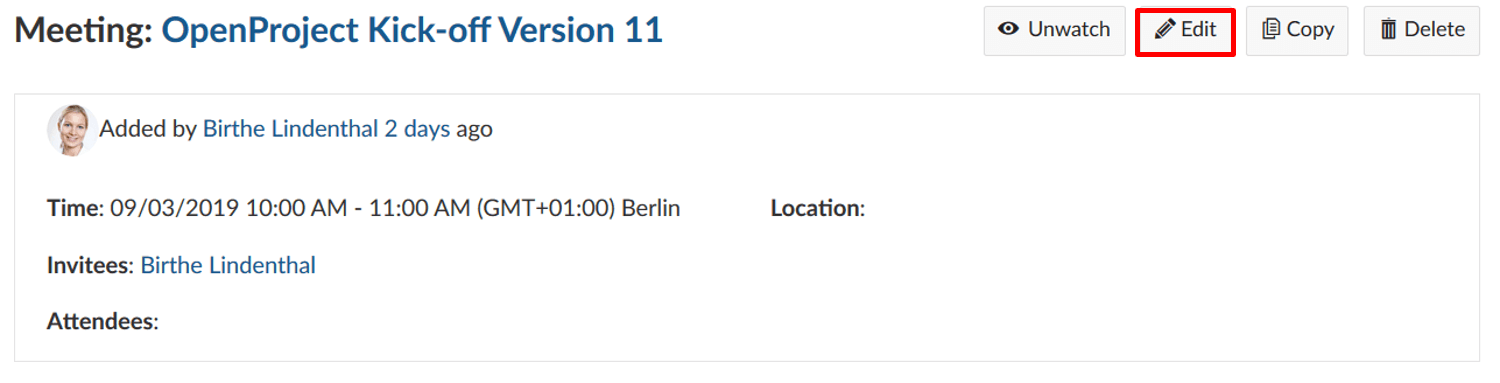 Meeting: OpenProject Kick-off Version 11
Unwatch
Edit
Copy
Delete
Added by Birthe Lindenthal 2 days ago
Time: 09/03/2019 10:00 AM - 11:00 AM (GMT+01:00) Berlin
Location:
Invitees: Birthe Lindenthal
Attendees: